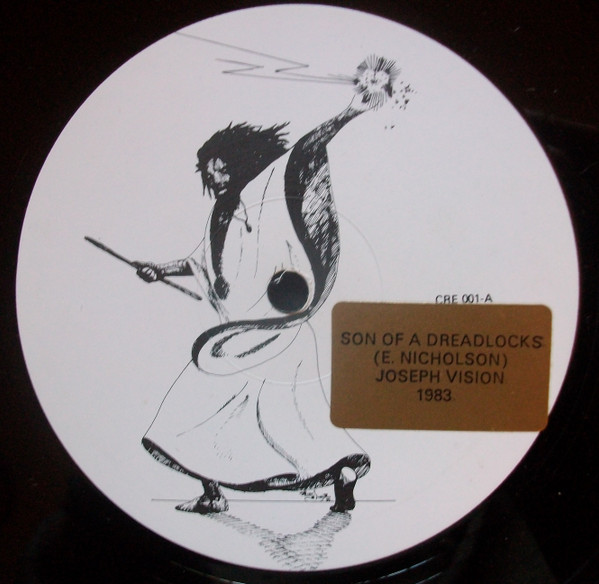 CRE 001-A
SON OF A DREADLOCKS
(E. NICHOLSON)
JOSEPH VISION
1983